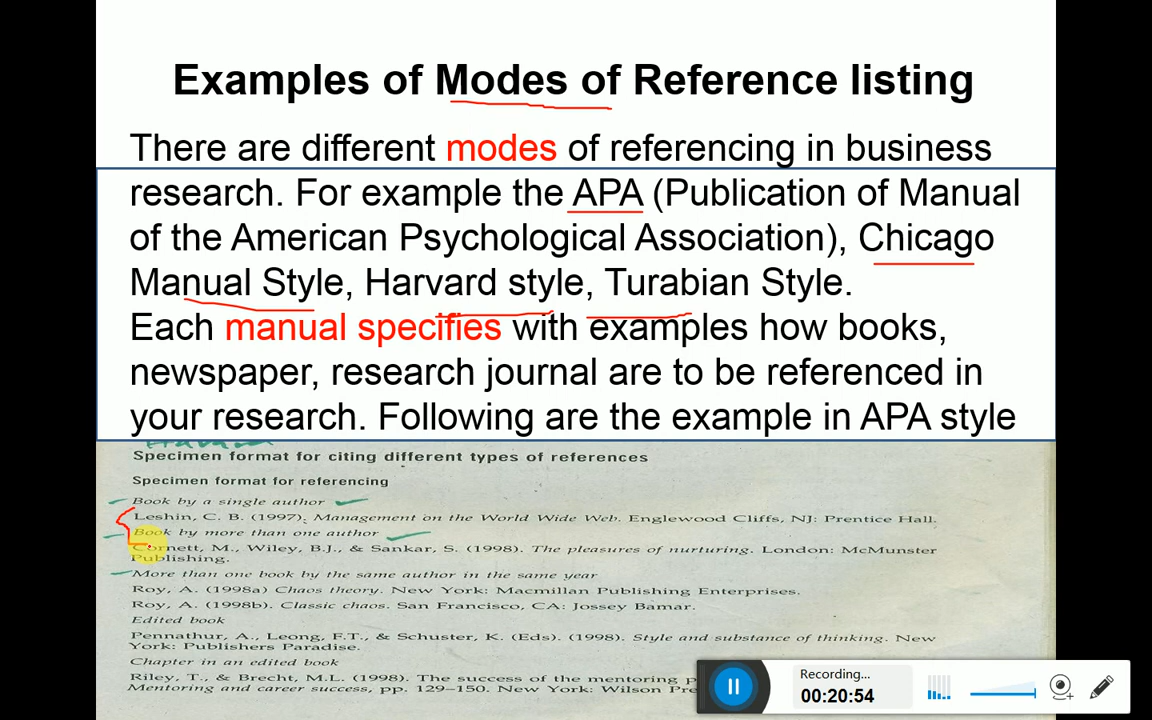 Examples of Modes of Reference listing
There are different modes of referencing in business
research. For example the APA (Publication of Manual
of the American Psychological Association), Chicago
Manual Style, Harvard style, Turabian Style.
Each manual specifies with examples how books,
newspaper, research journal are to be referenced in
your research. Following are the example in APA style
Specimen format for citing different types of references
Specimen format for referencing
Book by a single author
Leshin, C. B. (1997). Management on the World Wide Web. Englewood Cliffs, NJ: Prentice Hall.
Book by more than one author
Cornett, M., Wiley, B.J., & Sankar, S. (1998). The pleasures of nurturing. London: McMunster
Publishing.
More than one book by the same author in the same year
Roy, A. (1998a) Chaos theory. New York: Macmillan Publishing Enterprises.
Roy, A. (1998b). Classic chaos. San Francisco, CA: Jossey Bamar.
Edited book
Pennathur, A., Leong, F.T., & Schuster, K. (Eds). (1998). Style and substance of thinking. New
York: Publishers Paradise.
Chapter in an edited book
Riley, T., & Brecht, M.L. (1998). The success of the mentoring
Mentoring and career success, pp. 129–150. New York: Wilson
Recording...
00:20:54